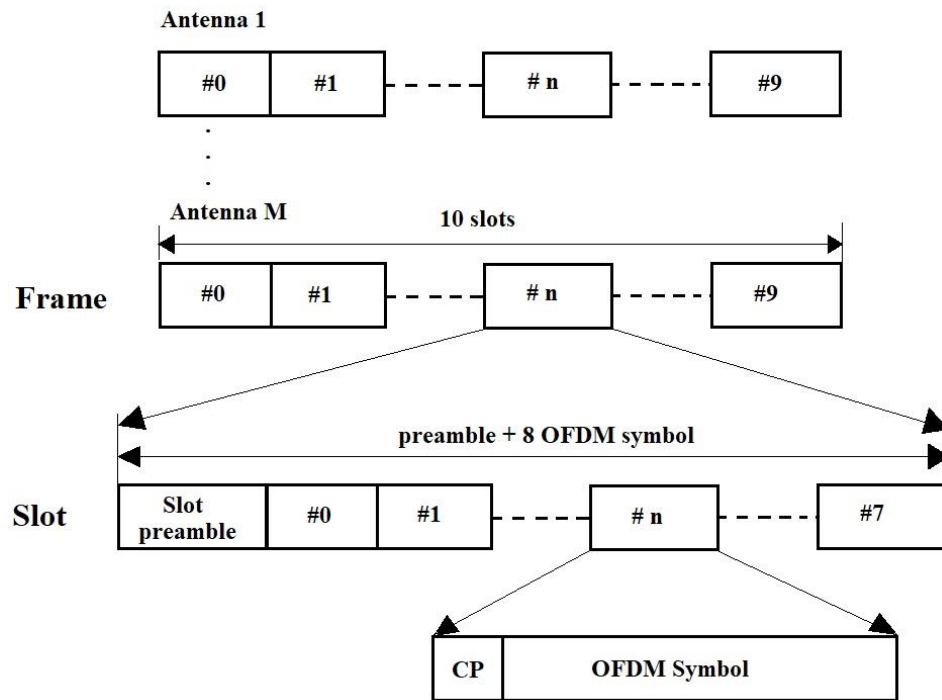 Antenna 1
#0 #1 # n #9
Antenna M
10 slots
Frame
#0 #1 # n #9
preamble + 8 OFDM symbol
Slot
Slot
preamble
#0 #1 # n #7
CP OFDM Symbol